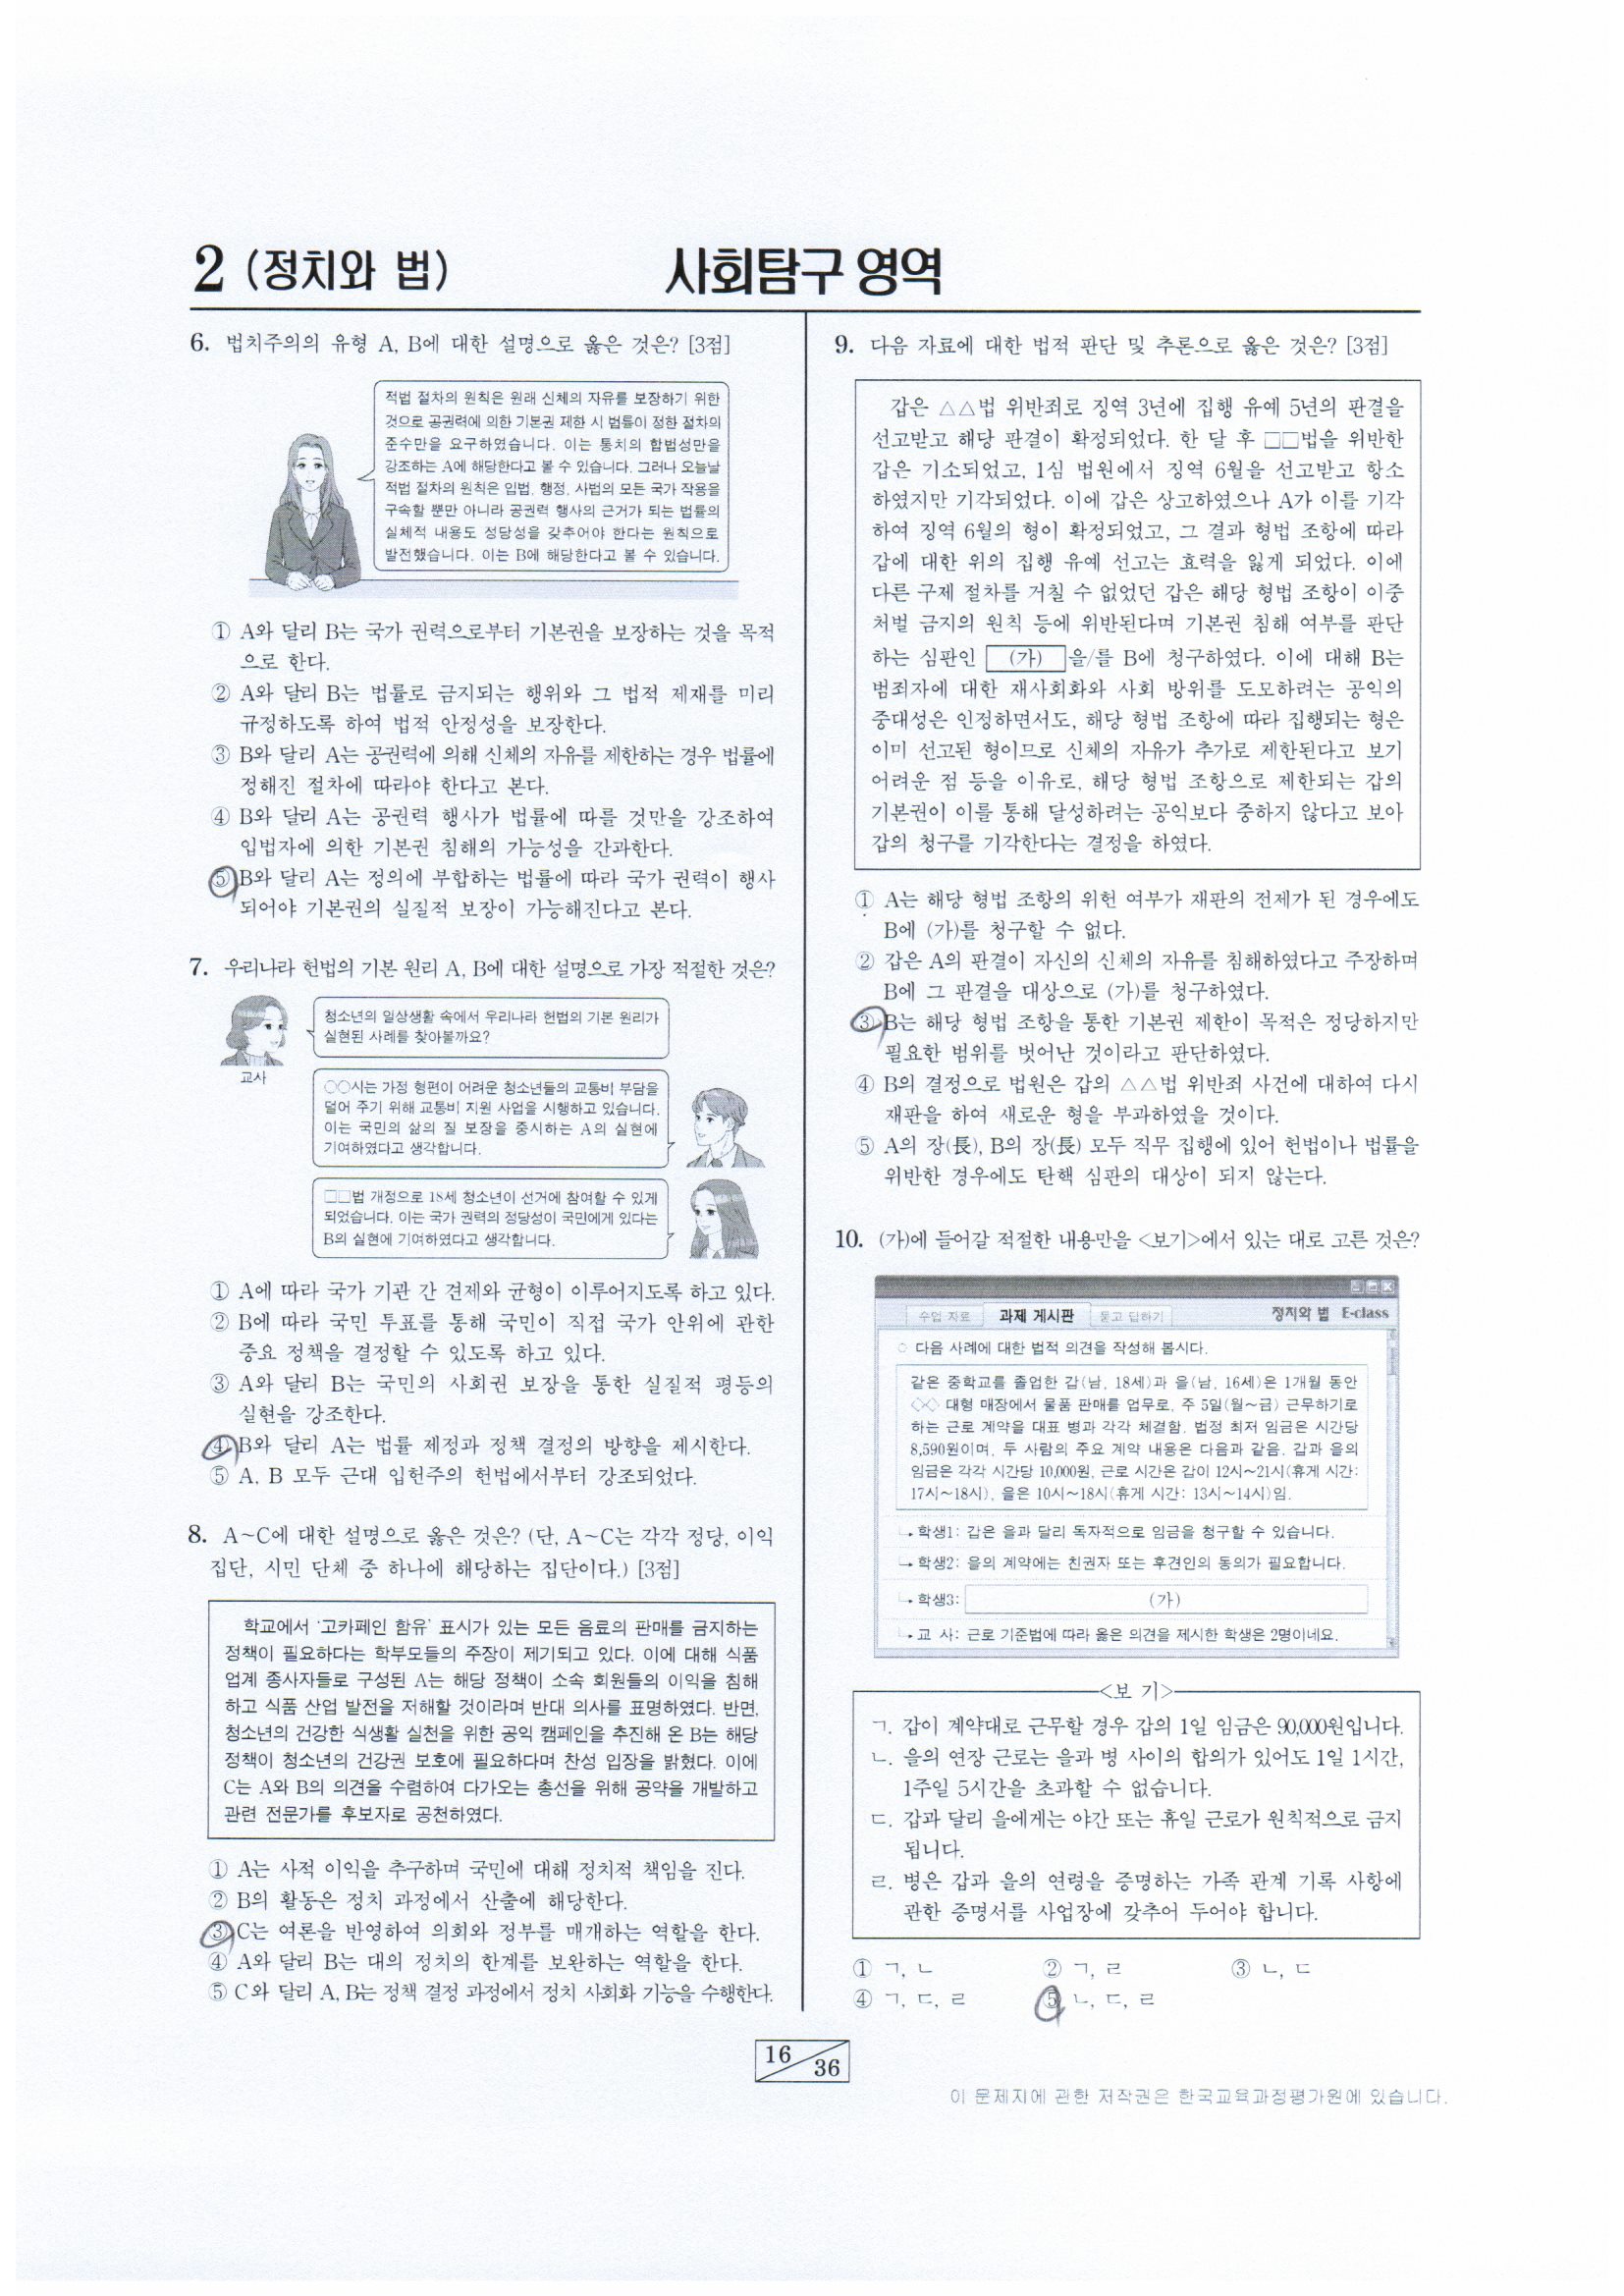 2 (정치와 법)
사회탐구 영역
6. 법치주의의 유형 A, B에 대한 설명으로 옳은 것은? [3점]
적법 절차의 원칙은 원래 신체의 자유를 보장하기 위한
것으로 공권력에 의한 기본권 제한 시 법률이 정한 절차의
준수만을 요구하였습니다. 이는 통치의 합법성만을
강조하는 A에 해당한다고 볼 수 있습니다. 그러나 오늘날
적법 절차의 원칙은 입법, 행정, 사법의 모든 국가 작용을
구속할 뿐만 아니라 공권력 행사의 근거가 되는 법률의
실체적 내용도 정당성을 갖추어야 한다는 원칙으로
발전했습니다. 이는 B에 해당한다고 볼 수 있습니다.
① A와 달리 B는 국가 권력으로부터 기본권을 보장하는 것을 목적
으로 한다.
② A와 달리 B는 법률로 금지되는 행위와 그 법적 제재를 미리
규정하도록 하여 법적 안정성을 보장한다.
③ B와 달리 A는 공권력에 의해 신체의 자유를 제한하는 경우 법률에
정해진 절차에 따라야 한다고 본다.
④ B와 달리 A는 공권력 행사가 법률에 따를 것만을 강조하여
입법자에 의한 기본권 침해의 가능성을 간과한다.
⑤ B와 달리 A는 정의에 부합하는 법률에 따라 국가 권력이 행사
되어야 기본권의 실질적 보장이 가능해진다고 본다.
7. 우리나라 헌법의 기본 원리 A, B에 대한 설명으로 가장 적절한 것은?
청소년의 일상생활 속에서 우리나라 헌법의 기본 원리가
실현된 사례를 찾아볼까요?
교사
○○시는 가정 형편이 어려운 청소년들의 교통비 부담을
덜어 주기 위해 교통비 지원 사업을 시행하고 있습니다.
이는 국민의 삶의 질 보장을 중시하는 A의 실현에
기여하였다고 생각합니다.
□□법 개정으로 18세 청소년이 선거에 참여할 수 있게
되었습니다. 이는 국가 권력의 정당성이 국민에게 있다는
B의 실현에 기여하였다고 생각합니다.
① A에 따라 국가 기관 간 견제와 균형이 이루어지도록 하고 있다.
② B에 따라 국민 투표를 통해 국민이 직접 국가 안위에 관한
중요 정책을 결정할 수 있도록 하고 있다.
③ A와 달리 B는 국민의 사회권 보장을 통한 실질적 평등의
실현을 강조한다.
④ B와 달리 A는 법률 제정과 정책 결정의 방향을 제시한다.
⑤ A, B 모두 근대 입헌주의 헌법에서부터 강조되었다.
8. A~C에 대한 설명으로 옳은 것은? (단, A~C는 각각 정당, 이익
집단, 시민 단체 중 하나에 해당하는 집단이다.) [3점]
학교에서 '고카페인 함유' 표시가 있는 모든 음료의 판매를 금지하는
정책이 필요하다는 학부모들의 주장이 제기되고 있다. 이에 대해 식품
업계 종사자들로 구성된 A는 해당 정책이 소속 회원들의 이익을 침해
하고 식품 산업 발전을 저해할 것이라며 반대 의사를 표명하였다. 반면,
청소년의 건강한 식생활 실천을 위한 공익 캠페인을 추진해 온 B는 해당
정책이 청소년의 건강권 보호에 필요하다며 찬성 입장을 밝혔다. 이에
C는 A와 B의 의견을 수렴하여 다가오는 총선을 위해 공약을 개발하고
관련 전문가를 후보자로 공천하였다.
① A는 사적 이익을 추구하며 국민에 대해 정치적 책임을 진다.
② B의 활동은 정치 과정에서 산출에 해당한다.
③ C는 여론을 반영하여 의회와 정부를 매개하는 역할을 한다.
④ A와 달리 B는 대의 정치의 한계를 보완하는 역할을 한다.
⑤ C와 달리 A, B는 정책 결정 과정에서 정치 사회화 기능을 수행한다.
9. 다음 자료에 대한 법적 판단 및 추론으로 옳은 것은? [3점]
갑은 △△법 위반죄로 징역 3년에 집행 유예 5년의 판결을
선고받고 해당 판결이 확정되었다. 한 달 후 □□법을 위반한
갑은 기소되었고, 1심 법원에서 징역 6월을 선고받고 항소
하였지만 기각되었다. 이에 갑은 상고하였으나 A가 이를 기각
하여 징역 6월의 형이 확정되었고, 그 결과 형법 조항에 따라
갑에 대한 위의 집행 유예 선고는 효력을 잃게 되었다. 이에
다른 구제 절차를 거칠 수 없었던 갑은 해당 형법 조항이 이중
처벌 금지의 원칙 등에 위반된다며 기본권 침해 여부를 판단
하는 심판인 (가) 을/를 B에 청구하였다. 이에 대해 B는
범죄자에 대한 재사회화와 사회 방위를 도모하려는 공익의
중대성은 인정하면서도, 해당 형법 조항에 따라 집행되는 형은
이미 선고된 형이므로 신체의 자유가 추가로 제한된다고 보기
어려운 점 등을 이유로, 해당 형법 조항으로 제한되는 갑의
기본권이 이를 통해 달성하려는 공익보다 중하지 않다고 보아
갑의 청구를 기각한다는 결정을 하였다.
① A는 해당 형법 조항의 위헌 여부가 재판의 전제가 된 경우에도
B에 (가)를 청구할 수 없다.
② 갑은 A의 판결이 자신의 신체의 자유를 침해하였다고 주장하며
B에 그 판결을 대상으로 (가)를 청구하였다.
③ B는 해당 형법 조항을 통한 기본권 제한이 목적은 정당하지만
필요한 범위를 벗어난 것이라고 판단하였다.
④ B의 결정으로 법원은 갑의 △△법 위반죄 사건에 대하여 다시
재판을 하여 새로운 형을 부과하였을 것이다.
⑤ A의 장(長), B의 장(長) 모두 직무 집행에 있어 헌법이나 법률을
위반한 경우에도 탄핵 심판의 대상이 되지 않는다.
10. (가)에 들어갈 적절한 내용만을 <보기>에서 있는 대로 고른 것은?
수업 자료 과제 게시판 묻고 답하기 정치와 법 E-class
○ 다음 사례에 대한 법적 의견을 작성해 봅시다.
같은 중학교를 졸업한 갑(남, 18세)과 을(남, 16세)은 1개월 동안
◇◇ 대형 매장에서 물품 판매를 업무로, 주 5일(월~금) 근무하기로
하는 근로 계약을 대표 병과 각각 체결함. 법정 최저 임금은 시간당
8,590원이며, 두 사람의 주요 계약 내용은 다음과 같음. 갑과 을의
임금은 각각 시간당 10,000원, 근로 시간은 갑이 12시~21시(휴게 시간:
17시~18시), 을은 10시~18시(휴게 시간: 13시~14시)임.
학생1: 갑은 을과 달리 독자적으로 임금을 청구할 수 있습니다.
학생2: 을의 계약에는 친권자 또는 후견인의 동의가 필요합니다.
학생3: (가)
교 사: 근로 기준법에 따라 옳은 의견을 제시한 학생은 2명이네요.
<보 기>
ㄱ. 갑이 계약대로 근무할 경우 갑의 1일 임금은 90,000원입니다.
ㄴ. 을의 연장 근로는 을과 병 사이의 합의가 있어도 1일 1시간,
1주일 5시간을 초과할 수 없습니다.
ㄷ. 갑과 달리 을에게는 야간 또는 휴일 근로가 원칙적으로 금지
됩니다.
ㄹ. 병은 갑과 을의 연령을 증명하는 가족 관계 기록 사항에
관한 증명서를 사업장에 갖추어 두어야 합니다.
① ㄱ, ㄴ ② ㄱ, ㄹ ③ ㄴ, ㄷ
④ ㄱ, ㄷ, ㄹ ⑤ ㄴ, ㄷ, ㄹ
16 36
이 문제지에 관한 저작권은 한국교육과정평가원에 있습니다.